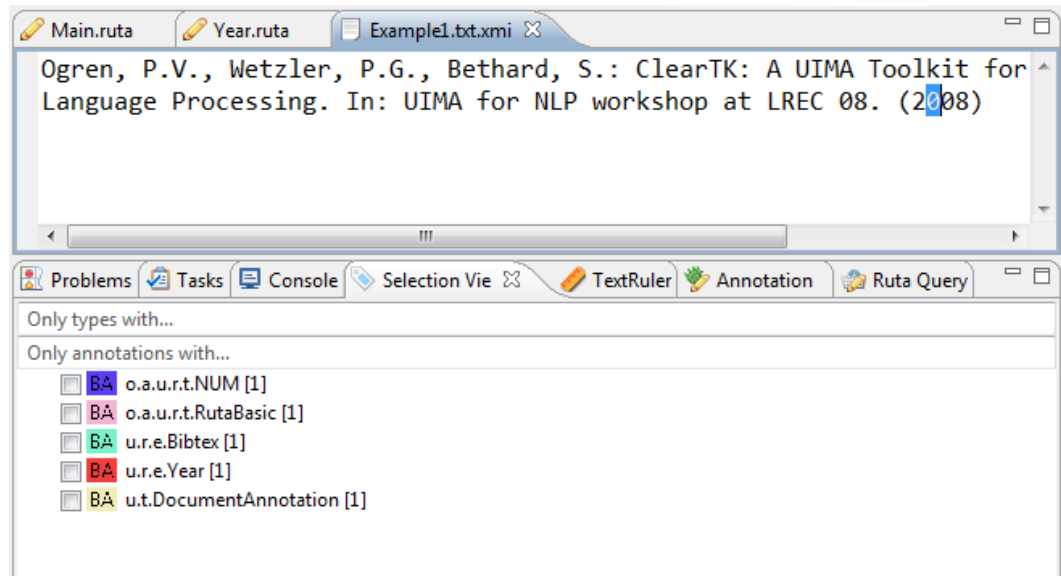 Main.ruta Year.ruta Example1.txt.xmi
Ogren, P.V., Wetzler, P.G., Bethard, S.: ClearTK: A UIMA Toolkit for
Language Processing. In: UIMA for NLP workshop at LREC 08. (2008)
Problems Tasks Console Selection Vie TextRuler Annotation Ruta Query
Only types with...
Only annotations with...
BA o.a.u.r.t.NUM [1]
BA o.a.u.r.t.RutaBasic [1]
BA u.r.e.Bibtex [1]
BA u.r.e.Year [1]
BA u.t.DocumentAnnotation [1]